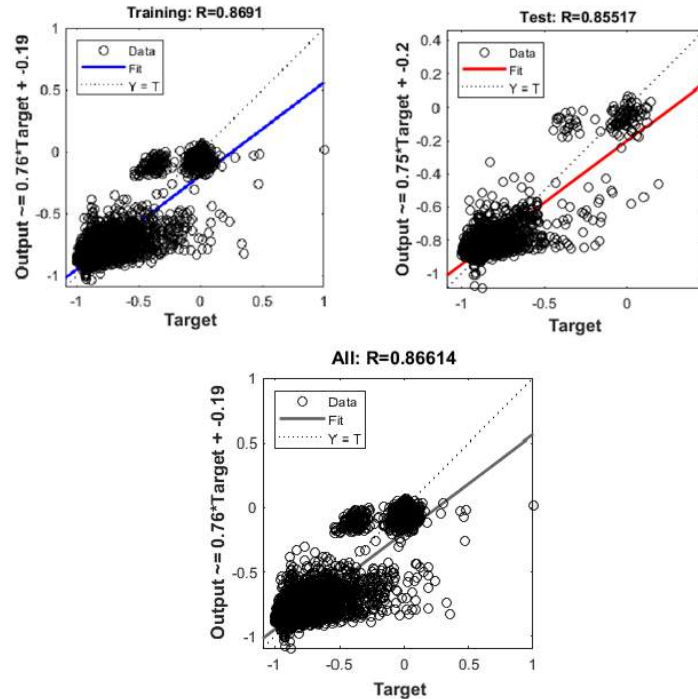 Training: R=0.8691
Data
Fit
Y = T
Output ~= 0.76*Target + -0.19
1
0.5
0
-0.5
-1
-1
-0.5
0
0.5
1
Target
Test: R=0.85517
Data
Fit
Y = T
Output ~= 0.75*Target + -0.2
0.4
0.2
0
-0.2
-0.4
-0.6
-0.8
-1
-1
-0.5
0
Target
All: R=0.86614
Data
Fit
Y = T
Output ~= 0.76*Target + -0.19
1
0.5
0
-0.5
-1
-1
-0.5
0
0.5
1
Target